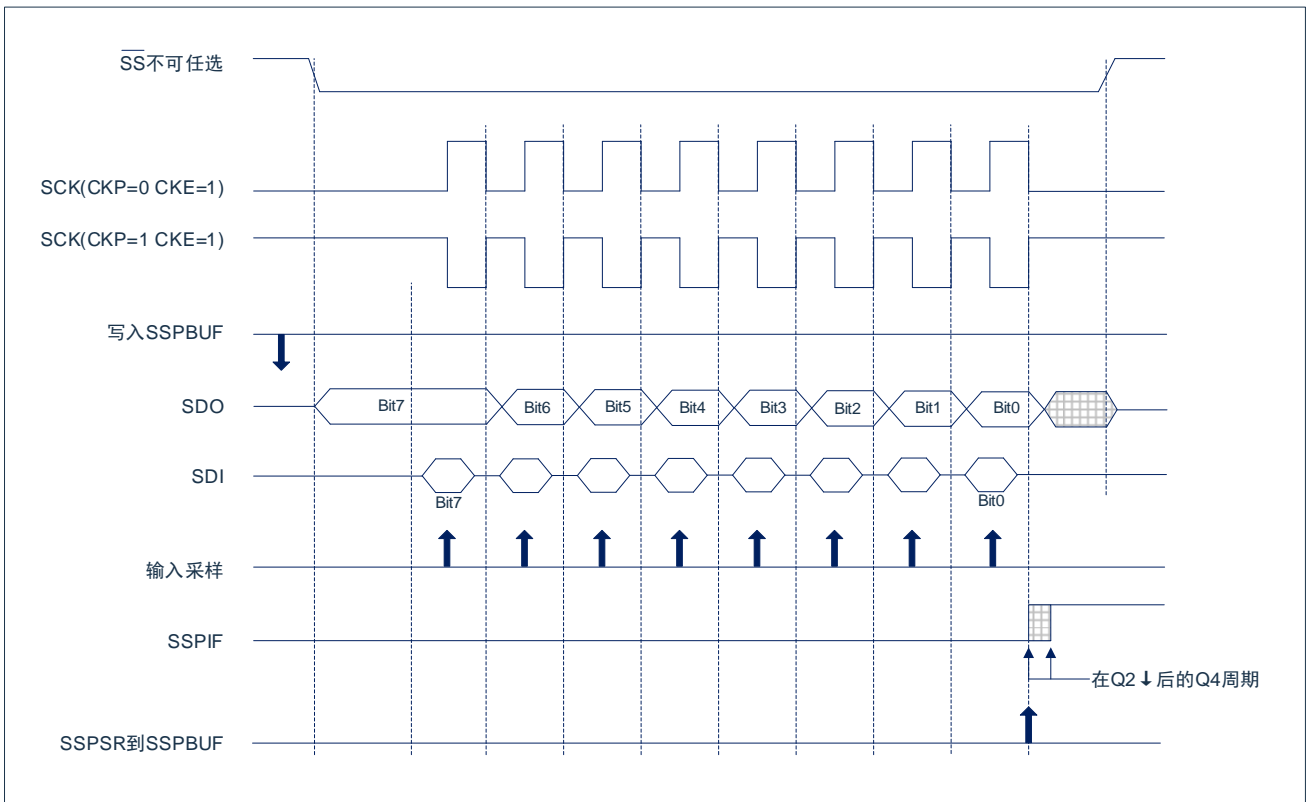 SS不可任选
SCK(CKP=0 CKE=1)
SCK(CKP=1 CKE=1)
写入SSPBUF
SDO
Bit7
Bit6
Bit5
Bit4
Bit3
Bit2
Bit1
Bit0
SDI
Bit7
Bit0
输入采样
SSPIF
在Q2↓后的Q4周期
SSPSR到SSPBUF